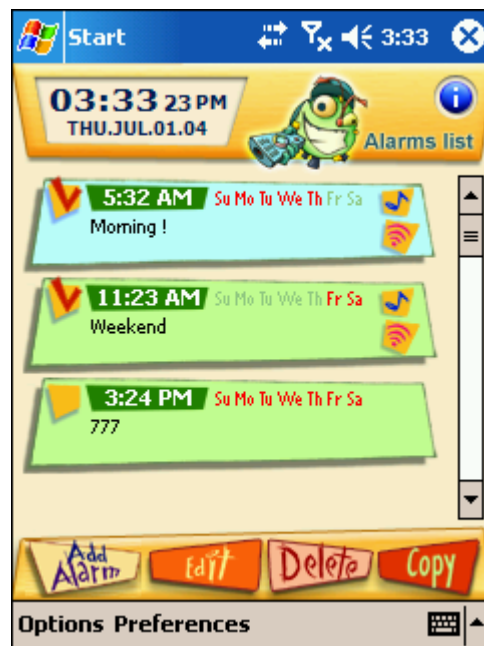 Start 3:33
03:33 23 PM
THU.JUL.01.04
i
Alarms list
5:32 AM Su Mo Tu We Th Fr Sa
Morning !
11:23 AM Su Mo Tu We Th Fr Sa
Weekend
3:24 PM Su Mo Tu We Th Fr Sa
777
Add Alarm Edit Delete Copy
Options Preferences